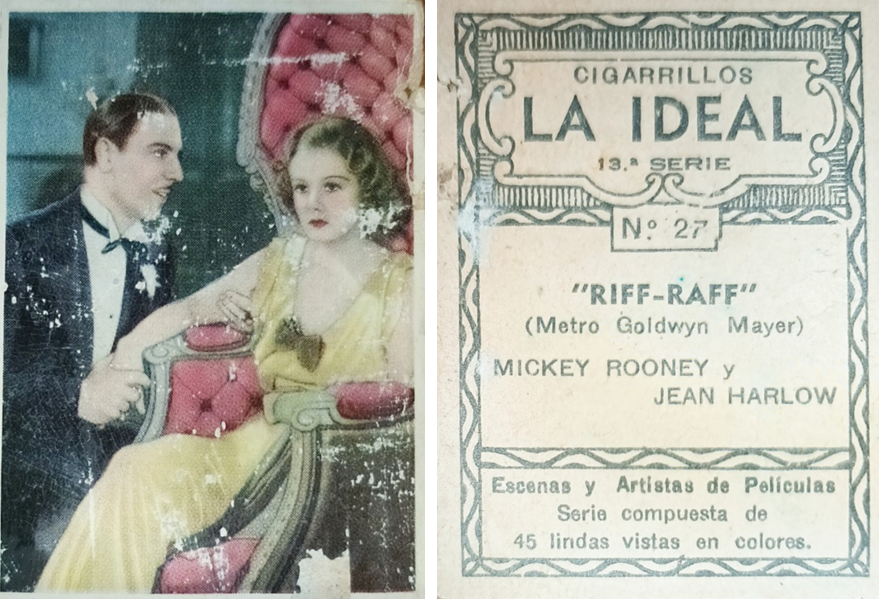 CIGARRILLOS
LA IDEAL
13.ª SERIE
Nº 27
"RIFF-RAFF"
(Metro Goldwyn Mayer)
MICKEY ROONEY y
JEAN HARLOW
Escenas y Artistas de Películas
Serie compuesta de
45 lindas vistas en colores.